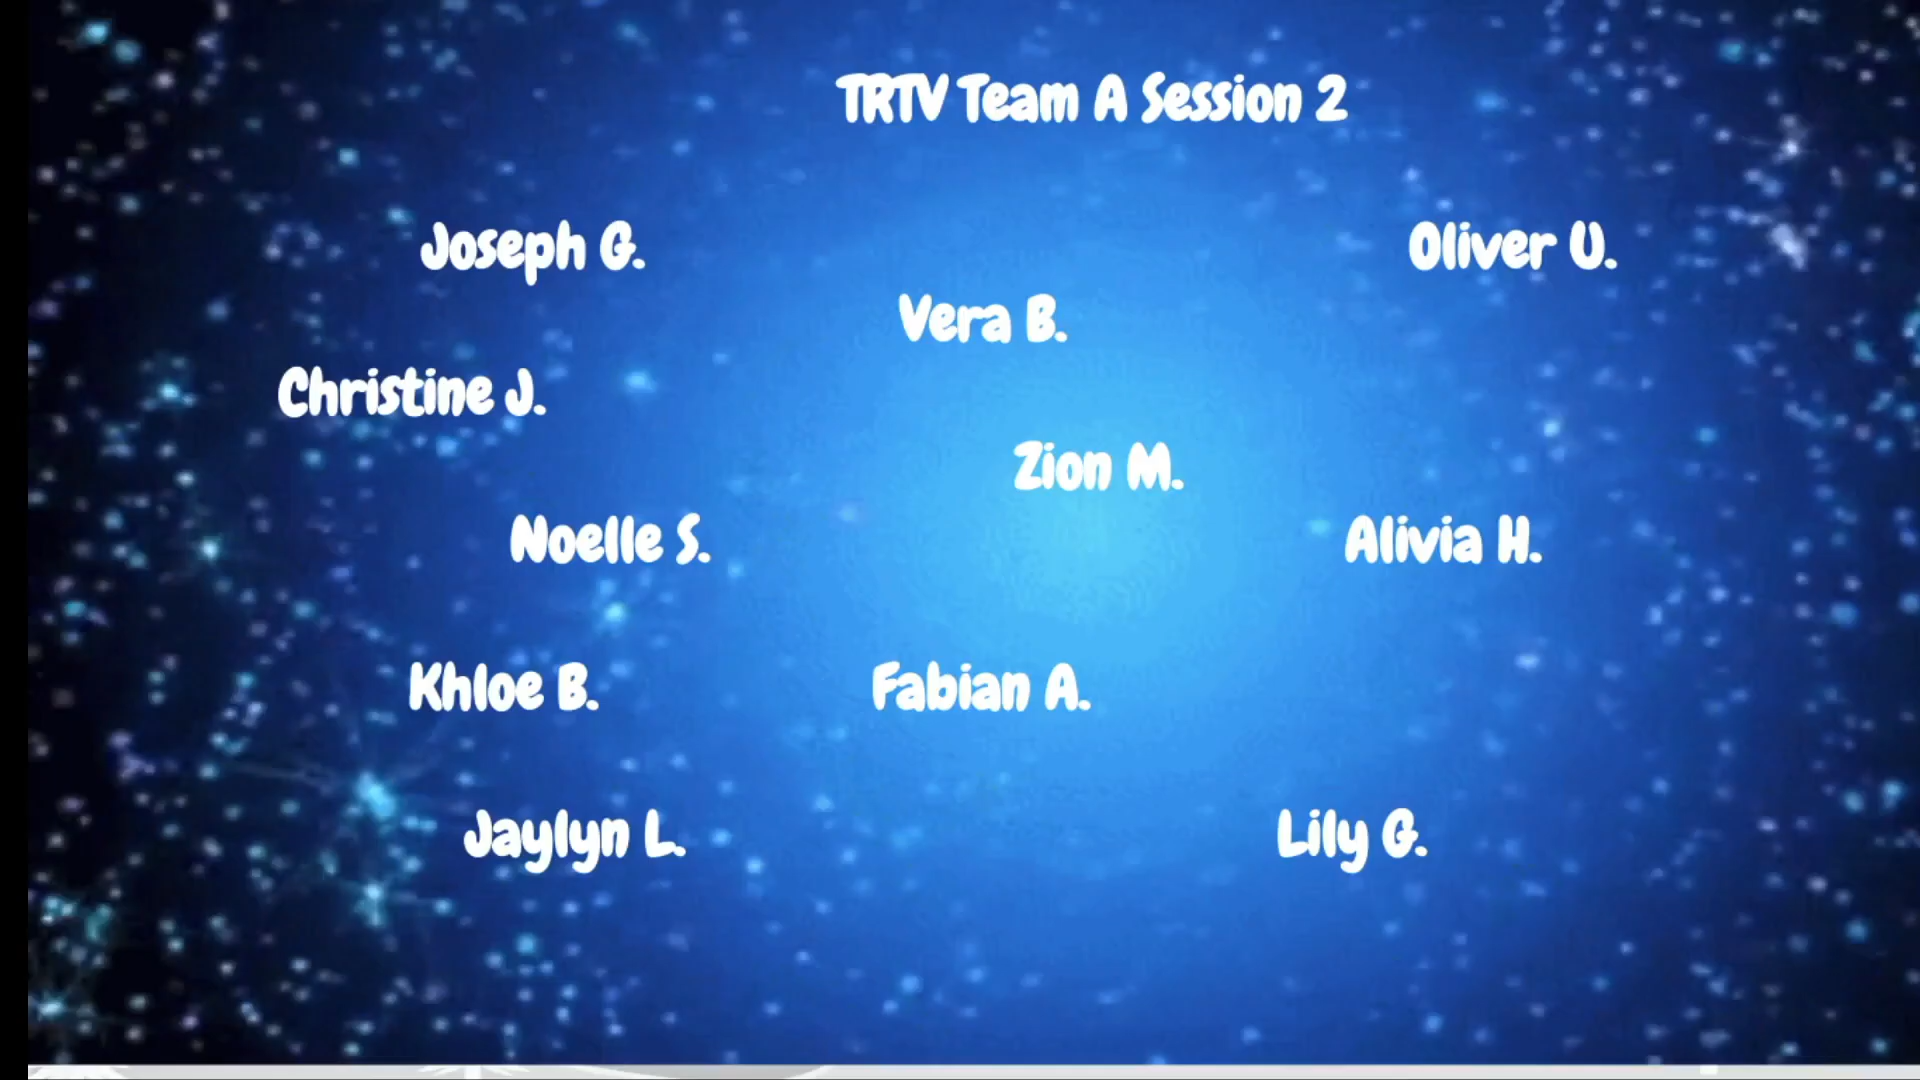 TRTV Team A Session 2
Joseph G. Oliver U.
Vera B.
Christine J.
Zion M.
Noelle S. Alivia H.
Khloe B. Fabian A.
Jaylyn L. Lily G.